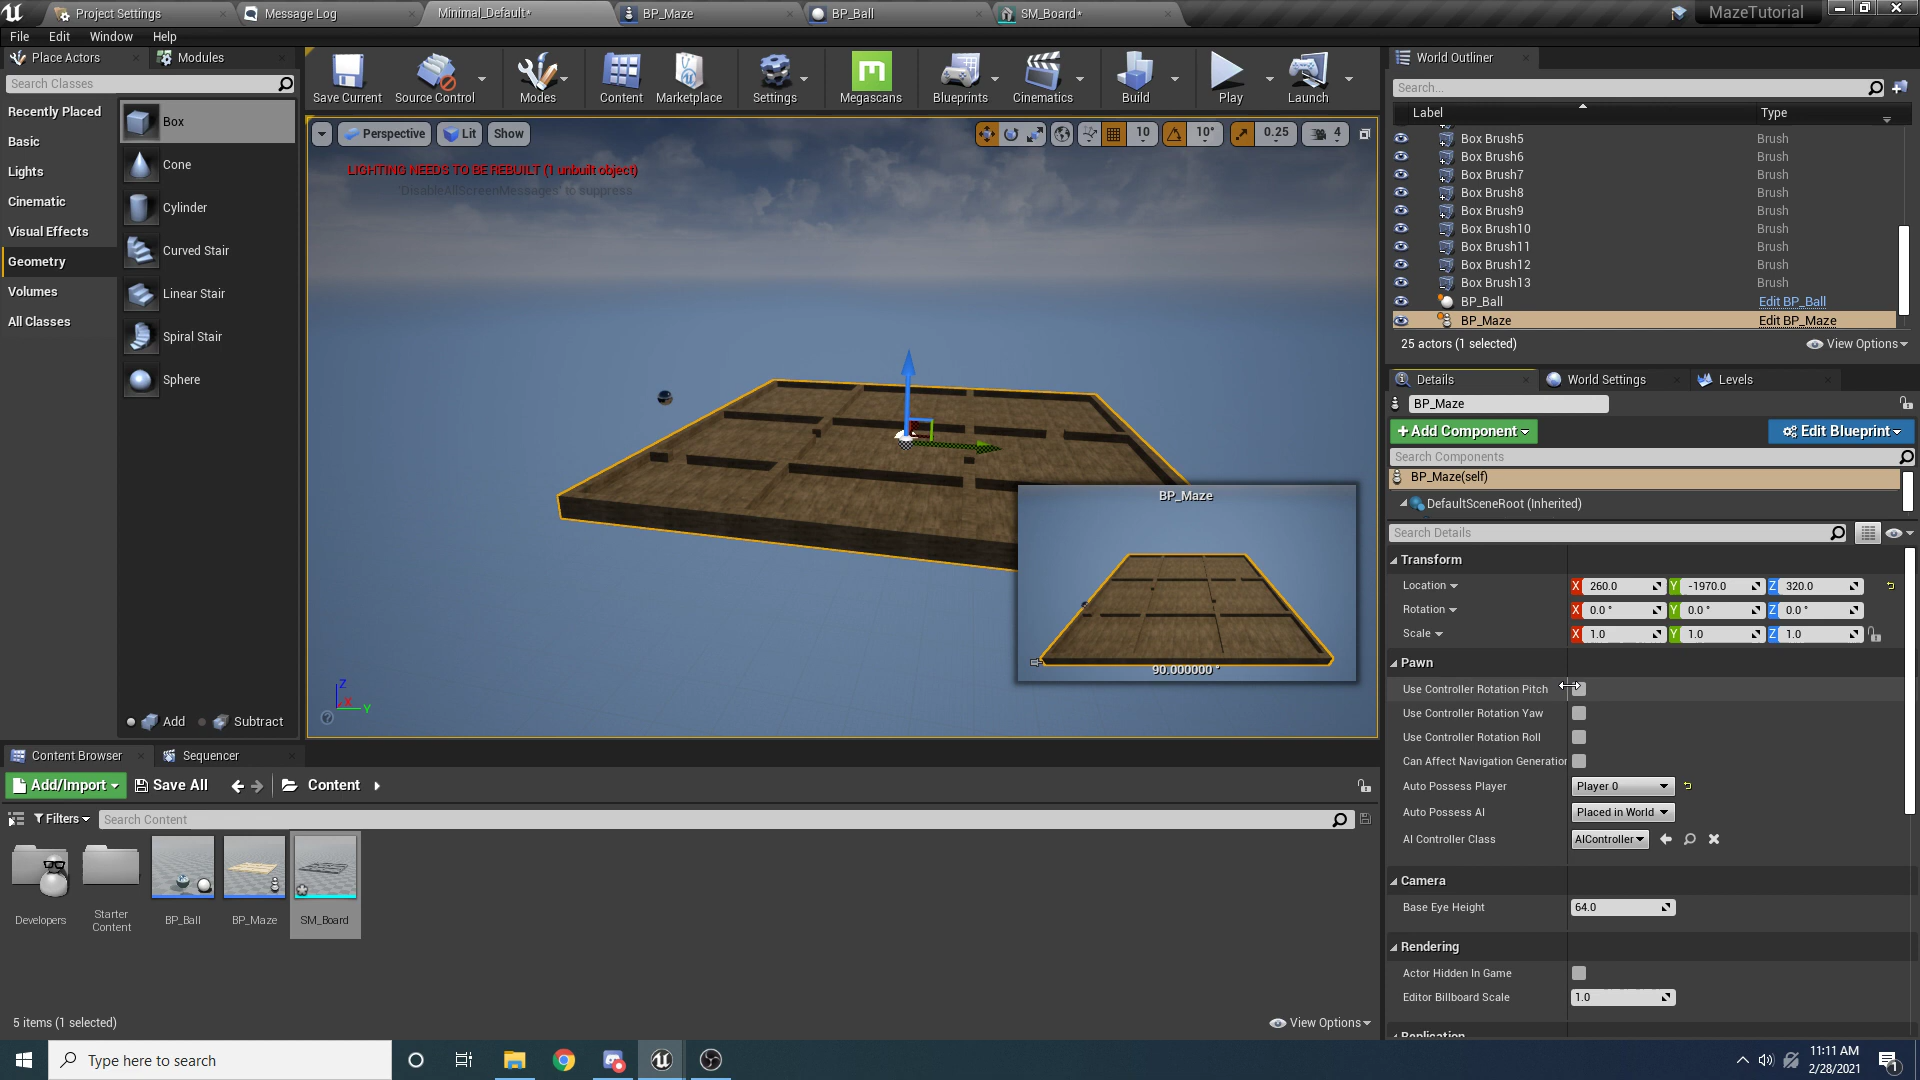 Project Settings
Message Log
Minimal_Default*
BP_Maze
BP_Ball
SM_Board*
MazeTutorial
File
Edit
Window
Help
Place Actors
Modules
Search Classes
Recently Placed
Basic
Lights
Cinematic
Visual Effects
Geometry
Volumes
All Classes
Box
Cone
Cylinder
Curved Stair
Linear Stair
Spiral Stair
Sphere
Add
Subtract
Save Current
Source Control
Modes
Content
Marketplace
Settings
Megascans
Blueprints
Cinematics
Build
Play
Launch
Perspective
Lit
Show
10
10°
0.25
4
LIGHTING NEEDS TO BE REBUILT (1 unbuilt object)
'DisableAllScreenMessages' to suppress
BP_Maze
90.000000 °
Z
X
Y
World Outliner
Search...
Label
Type
Box Brush5 Brush
Box Brush6 Brush
Box Brush7 Brush
Box Brush8 Brush
Box Brush9 Brush
Box Brush10 Brush
Box Brush11 Brush
Box Brush12 Brush
Box Brush13 Brush
BP_Ball Edit BP_Ball
BP_Maze Edit BP_Maze
25 actors (1 selected)
View Options
Details
World Settings
Levels
BP_Maze
+Add Component
Edit Blueprint
Search Components
BP_Maze(self)
DefaultSceneRoot (Inherited)
Search Details
Transform
Location X 260.0 Y -1970.0 Z 320.0
Rotation X 0.0 ° Y 0.0 ° Z 0.0 °
Scale X 1.0 Y 1.0 Z 1.0
Pawn
Use Controller Rotation Pitch
Use Controller Rotation Yaw
Use Controller Rotation Roll
Can Affect Navigation Generation
Auto Possess Player Player 0
Auto Possess AI Placed in World
AI Controller Class AIController
Camera
Base Eye Height 64.0
Rendering
Actor Hidden In Game
Editor Billboard Scale 1.0
Replication
Content Browser
Sequencer
Add/Import
Save All
Content
Filters
Search Content
Developers
Starter
Content
BP_Ball
BP_Maze
SM_Board
5 items (1 selected)
View Options
Type here to search
11:11 AM
2/28/2021
1